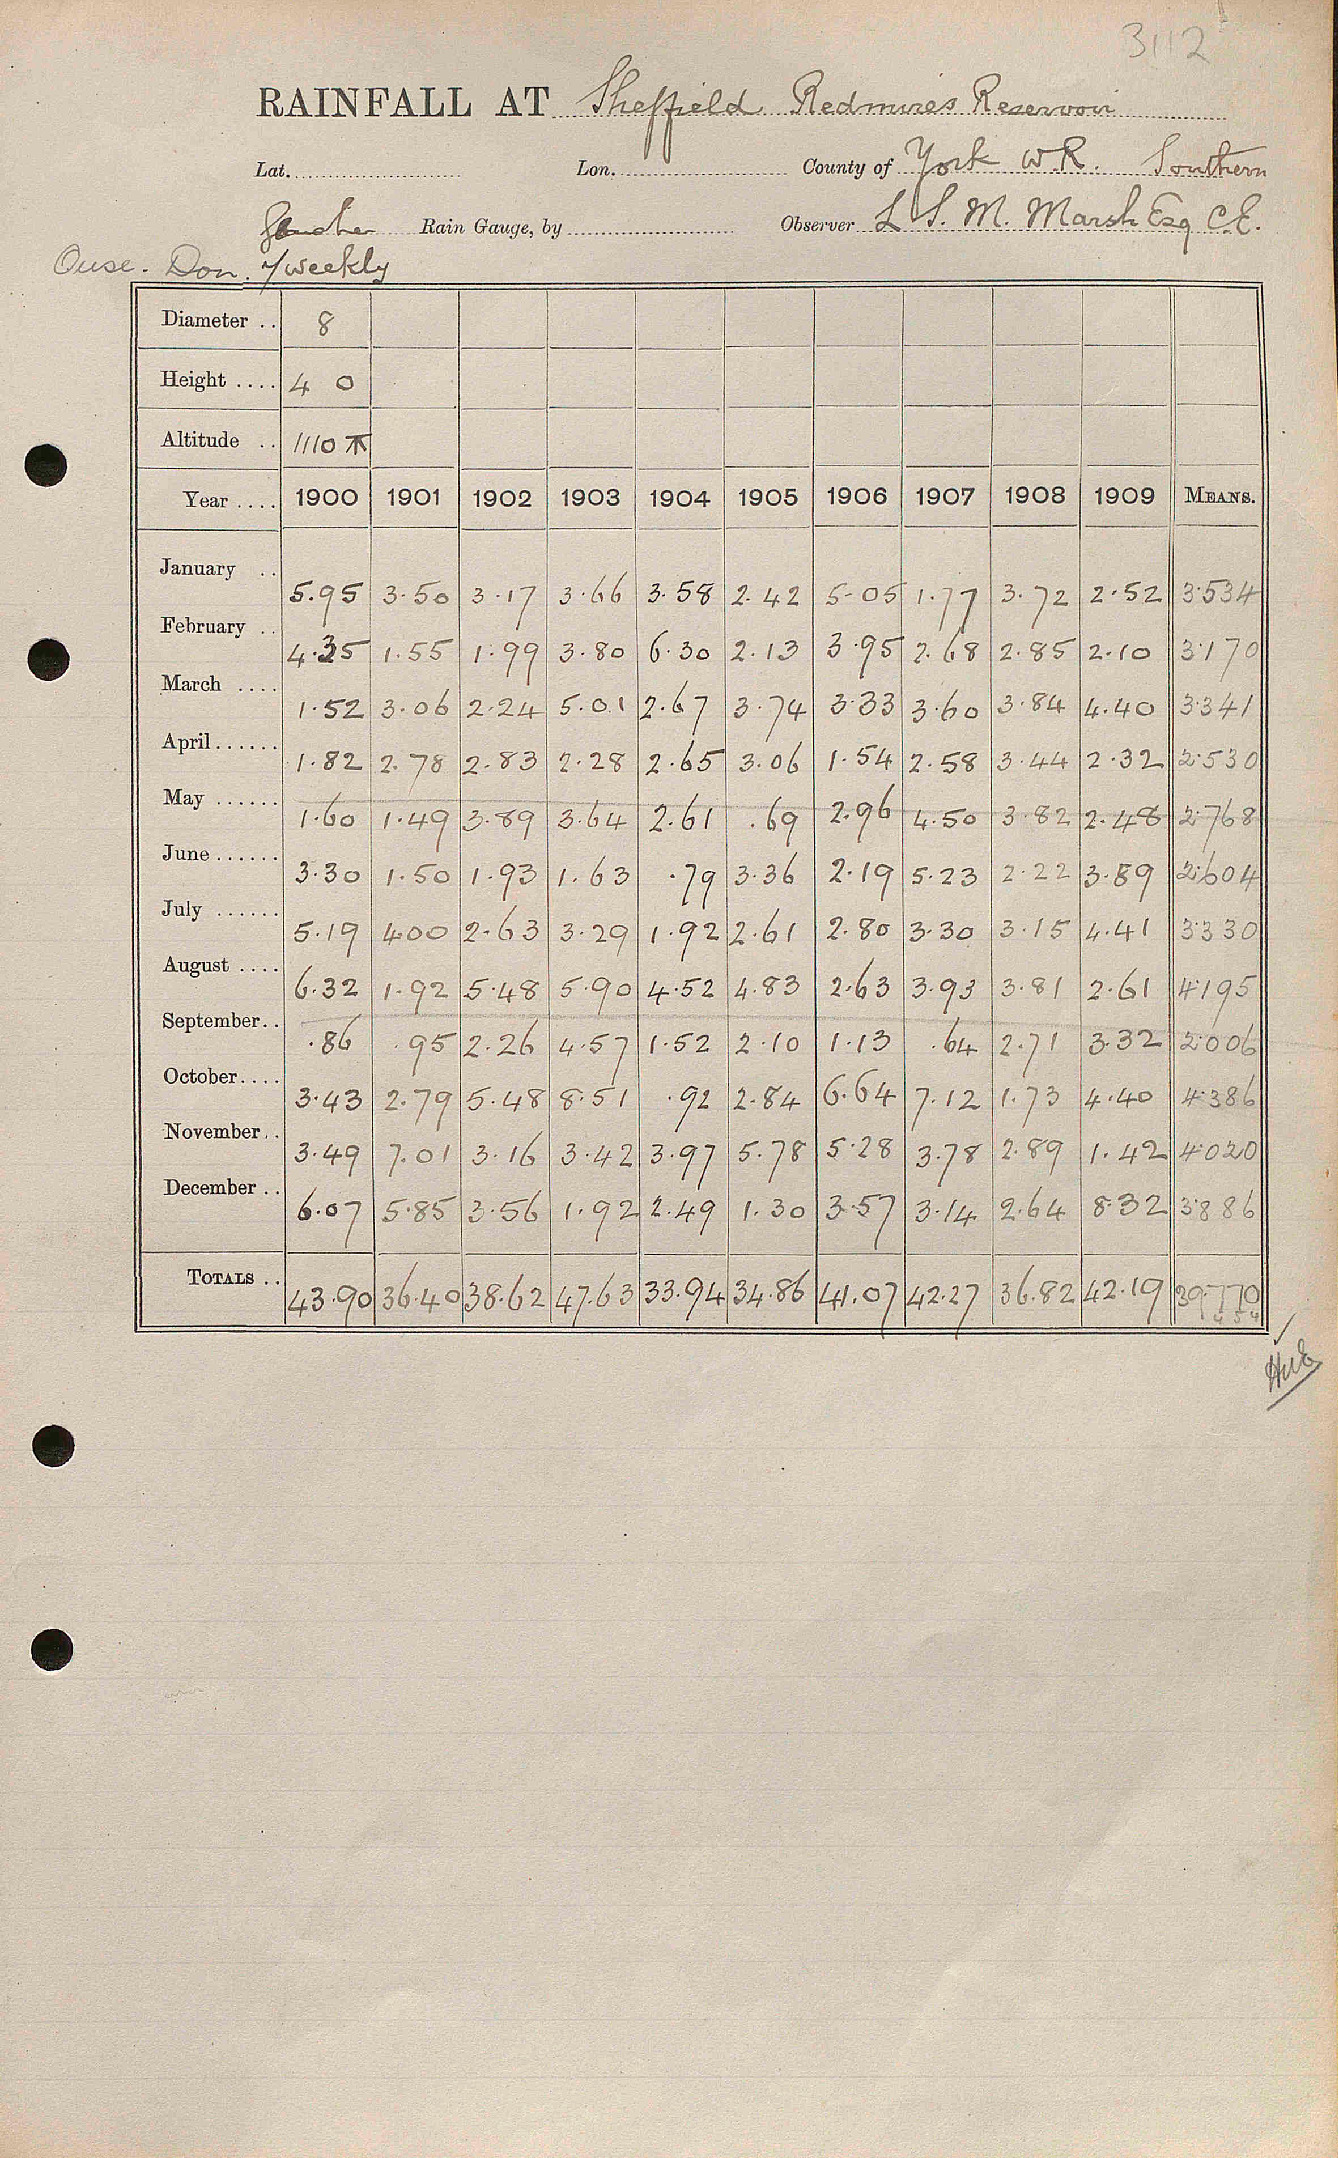 3112
RAINFALL AT Sheffield Redmires Reservoir
Lat. Lon. County of York W.R. Southern
Rain Gauge, by Observer L S. M. Marsh Esq C.E.
Ouse. Don. weekly
Diameter .. 8
Height .... 4 0
Altitude .. 1110
Year .... 1900 1901 1902 1903 1904 1905 1906 1907 1908 1909 MEANS.
January .. 5.95 3.50 3.17 3.66 3.58 2.42 5.05 1.77 3.72 2.52 3.534
February .. 4.35 1.55 1.99 3.80 6.30 2.13 3.95 2.68 2.85 2.10 3.170
March .... 1.52 3.06 2.24 5.01 2.67 3.74 3.33 3.60 3.84 4.40 3.341
April...... 1.82 2.78 2.83 2.28 2.65 3.06 1.54 2.58 3.44 2.32 2.530
May ...... 1.60 1.49 3.89 3.64 2.61 .69 2.96 4.50 3.82 2.48 2.768
June...... 3.30 1.50 1.93 1.63 .79 3.36 2.19 5.23 2.22 3.89 2.604
July ...... 5.19 4.00 2.63 3.29 1.92 2.61 2.80 3.30 3.15 4.41 3.330
August .... 6.32 1.92 5.48 5.90 4.52 4.83 2.63 3.93 3.81 2.61 4.195
September.. .86 .95 2.26 4.57 1.52 2.10 1.13 .64 2.71 3.32 2.006
October.... 3.43 2.79 5.48 8.51 .92 2.84 6.64 7.12 1.73 4.40 4.386
November.. 3.49 7.01 3.16 3.42 3.97 5.78 5.28 3.78 2.89 1.42 4.020
December .. 6.07 5.85 3.56 1.92 2.49 1.30 3.57 3.14 2.64 8.32 3.886
TOTALS .. 43.90 36.40 38.62 47.63 33.94 34.86 41.07 42.27 36.82 42.19 39.770